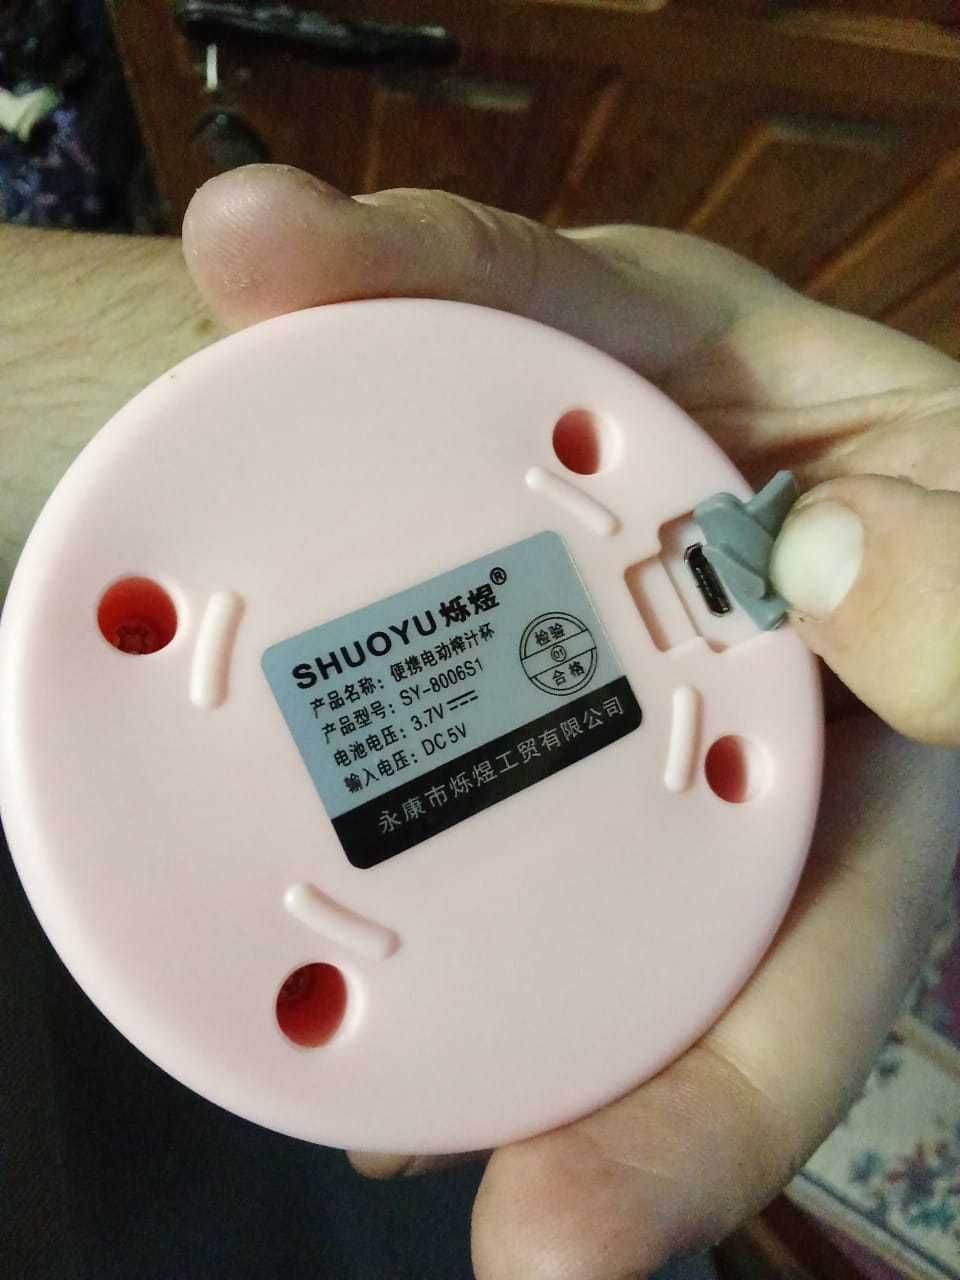 SHUOYU烁煜®
产品名称：便携电动榨汁杯
产品型号：SY-8006S1
电池电压：3.7V
输入电压：DC5V
检验
01
合格
永康市烁煜工贸有限公司